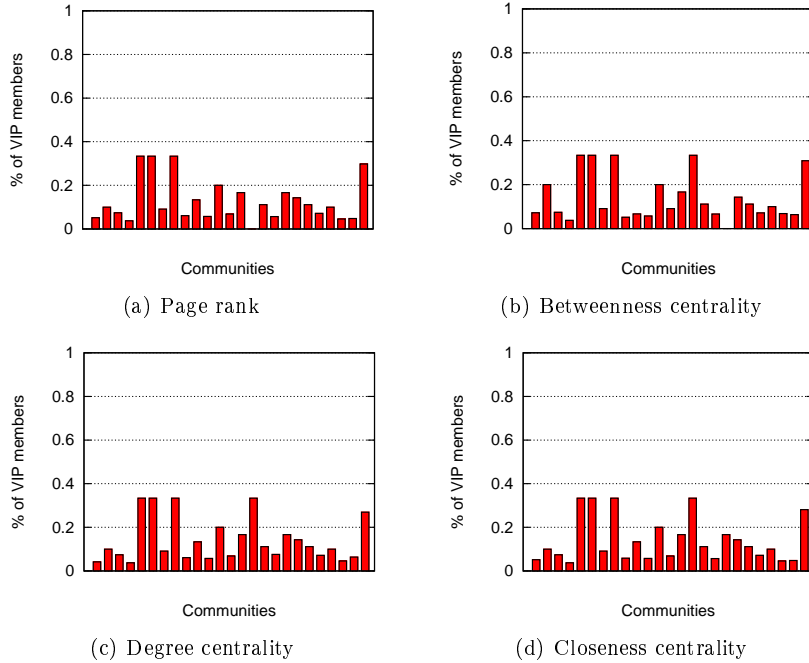 1
0.8
0.6
0.4
0.2
0
% of VIP members
Communities
(a) Page rank
1
0.8
0.6
0.4
0.2
0
% of VIP members
Communities
(b) Betweenness centrality
1
0.8
0.6
0.4
0.2
0
% of VIP members
Communities
(c) Degree centrality
1
0.8
0.6
0.4
0.2
0
% of VIP members
Communities
(d) Closeness centrality